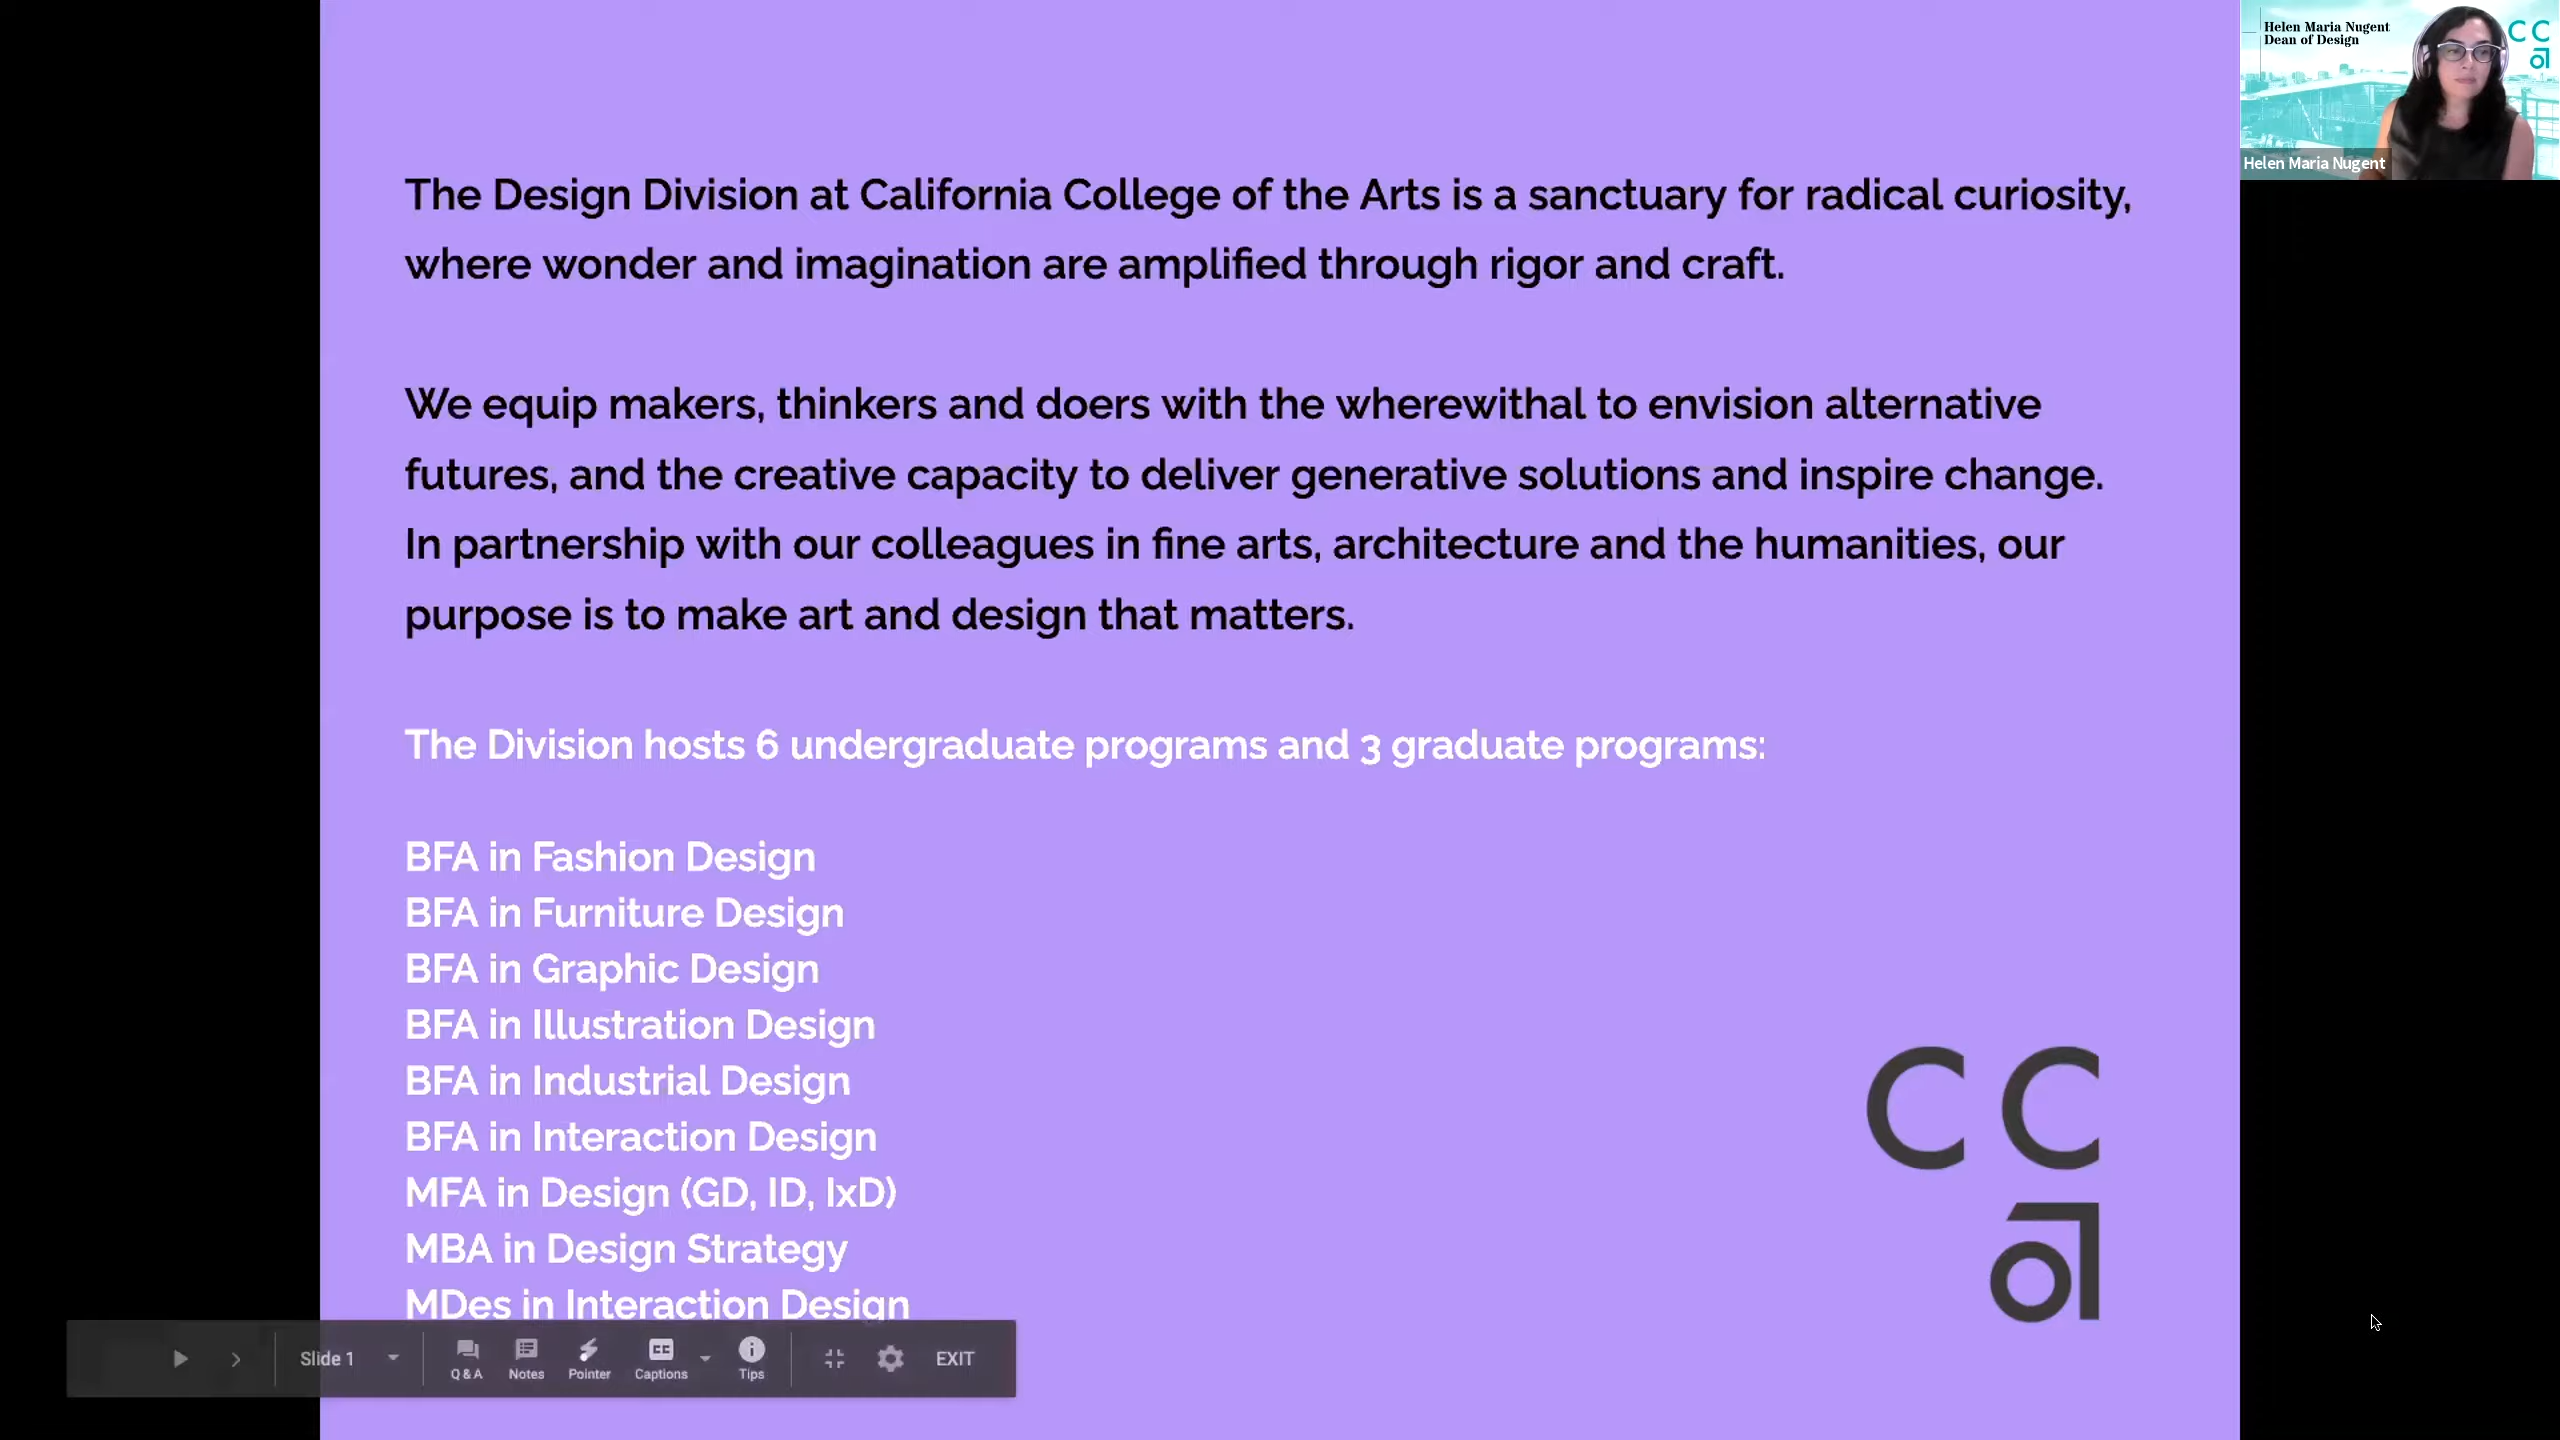 Helen Maria Nugent
Dean of Design
CC
a
Helen Maria Nugent
The Design Division at California College of the Arts is a sanctuary for radical curiosity,
where wonder and imagination are amplified through rigor and craft.
We equip makers, thinkers and doers with the wherewithal to envision alternative
futures, and the creative capacity to deliver generative solutions and inspire change.
In partnership with our colleagues in fine arts, architecture and the humanities, our
purpose is to make art and design that matters.
The Division hosts 6 undergraduate programs and 3 graduate programs:
BFA in Fashion Design
BFA in Furniture Design
BFA in Graphic Design
BFA in Illustration Design
BFA in Industrial Design
BFA in Interaction Design
MFA in Design (GD, ID, IxD)
MBA in Design Strategy
MDes in Interaction Design
cc
a
Slide 1
Q & A
Notes
Pointer
CC
Captions
Tips
EXIT